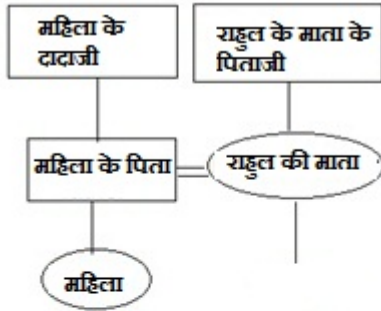 महिला के
दादाजी
राहुल के माता के
पिताजी
महिला के पिता
राहुल की माता
महिला